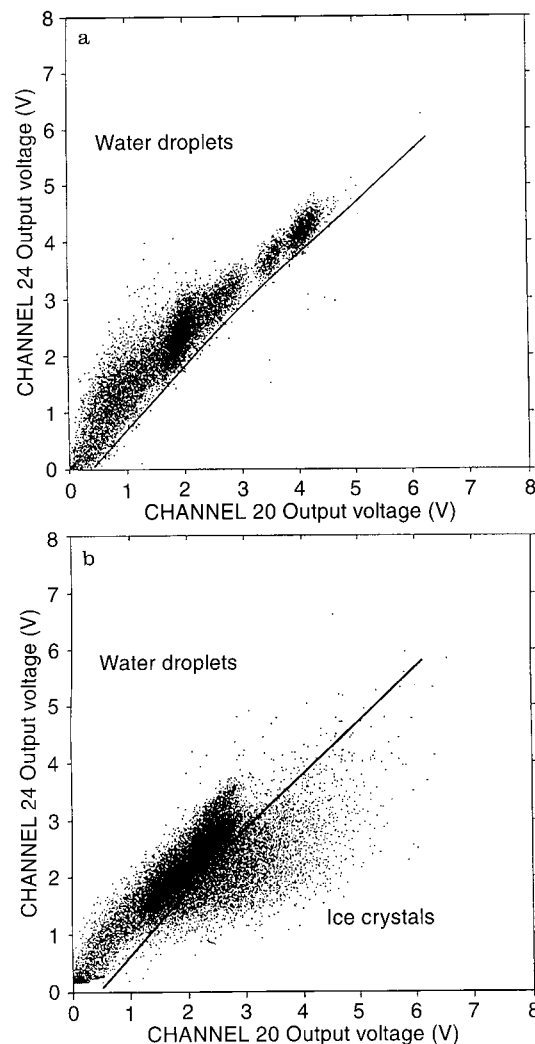 a
8
7
6
5
4
3
2
1
0
CHANNEL 24 Output voltage (V)
Water droplets
0 1 2 3 4 5 6 7 8
CHANNEL 20 Output voltage (V)
b
8
7
6
5
4
3
2
1
0
CHANNEL 24 Output voltage (V)
Water droplets
Ice crystals
0 1 2 3 4 5 6 7 8
CHANNEL 20 Output voltage (V)